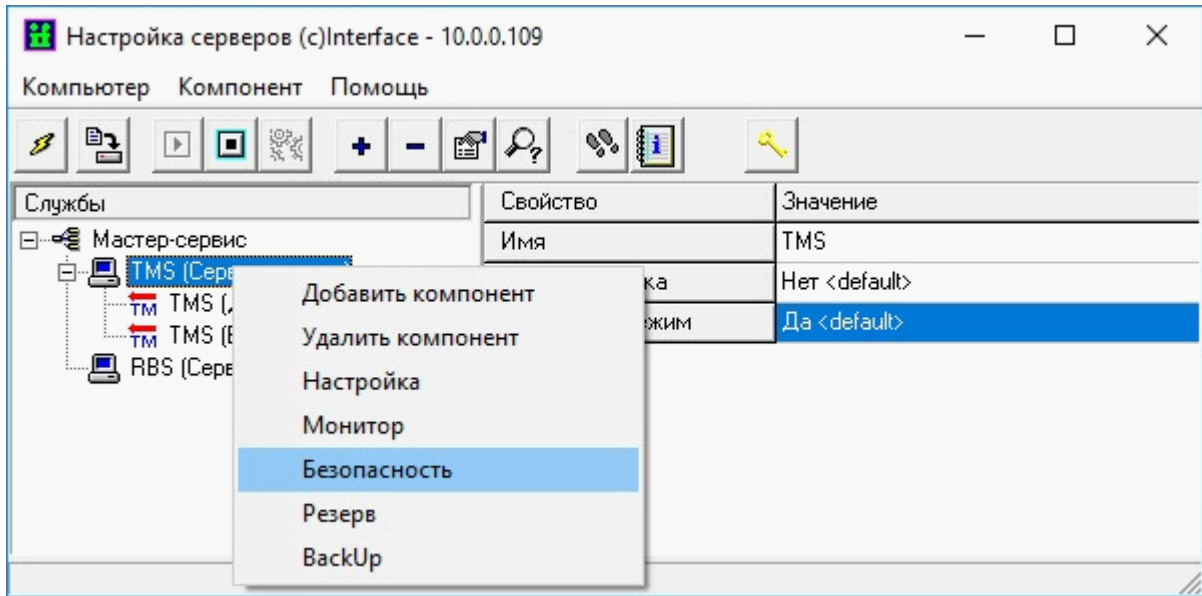 Настройка серверов (c)Interface - 10.0.0.109
Компьютер Компонент Помощь
Службы Свойство Значение
Мастер-сервис Имя TMS
TMS (Серв ка Нет <default>
TM TMS ( жим Да <default>
TM TMS (
RBS (Серв
Добавить компонент
Удалить компонент
Настройка
Монитор
Безопасность
Резерв
BackUp